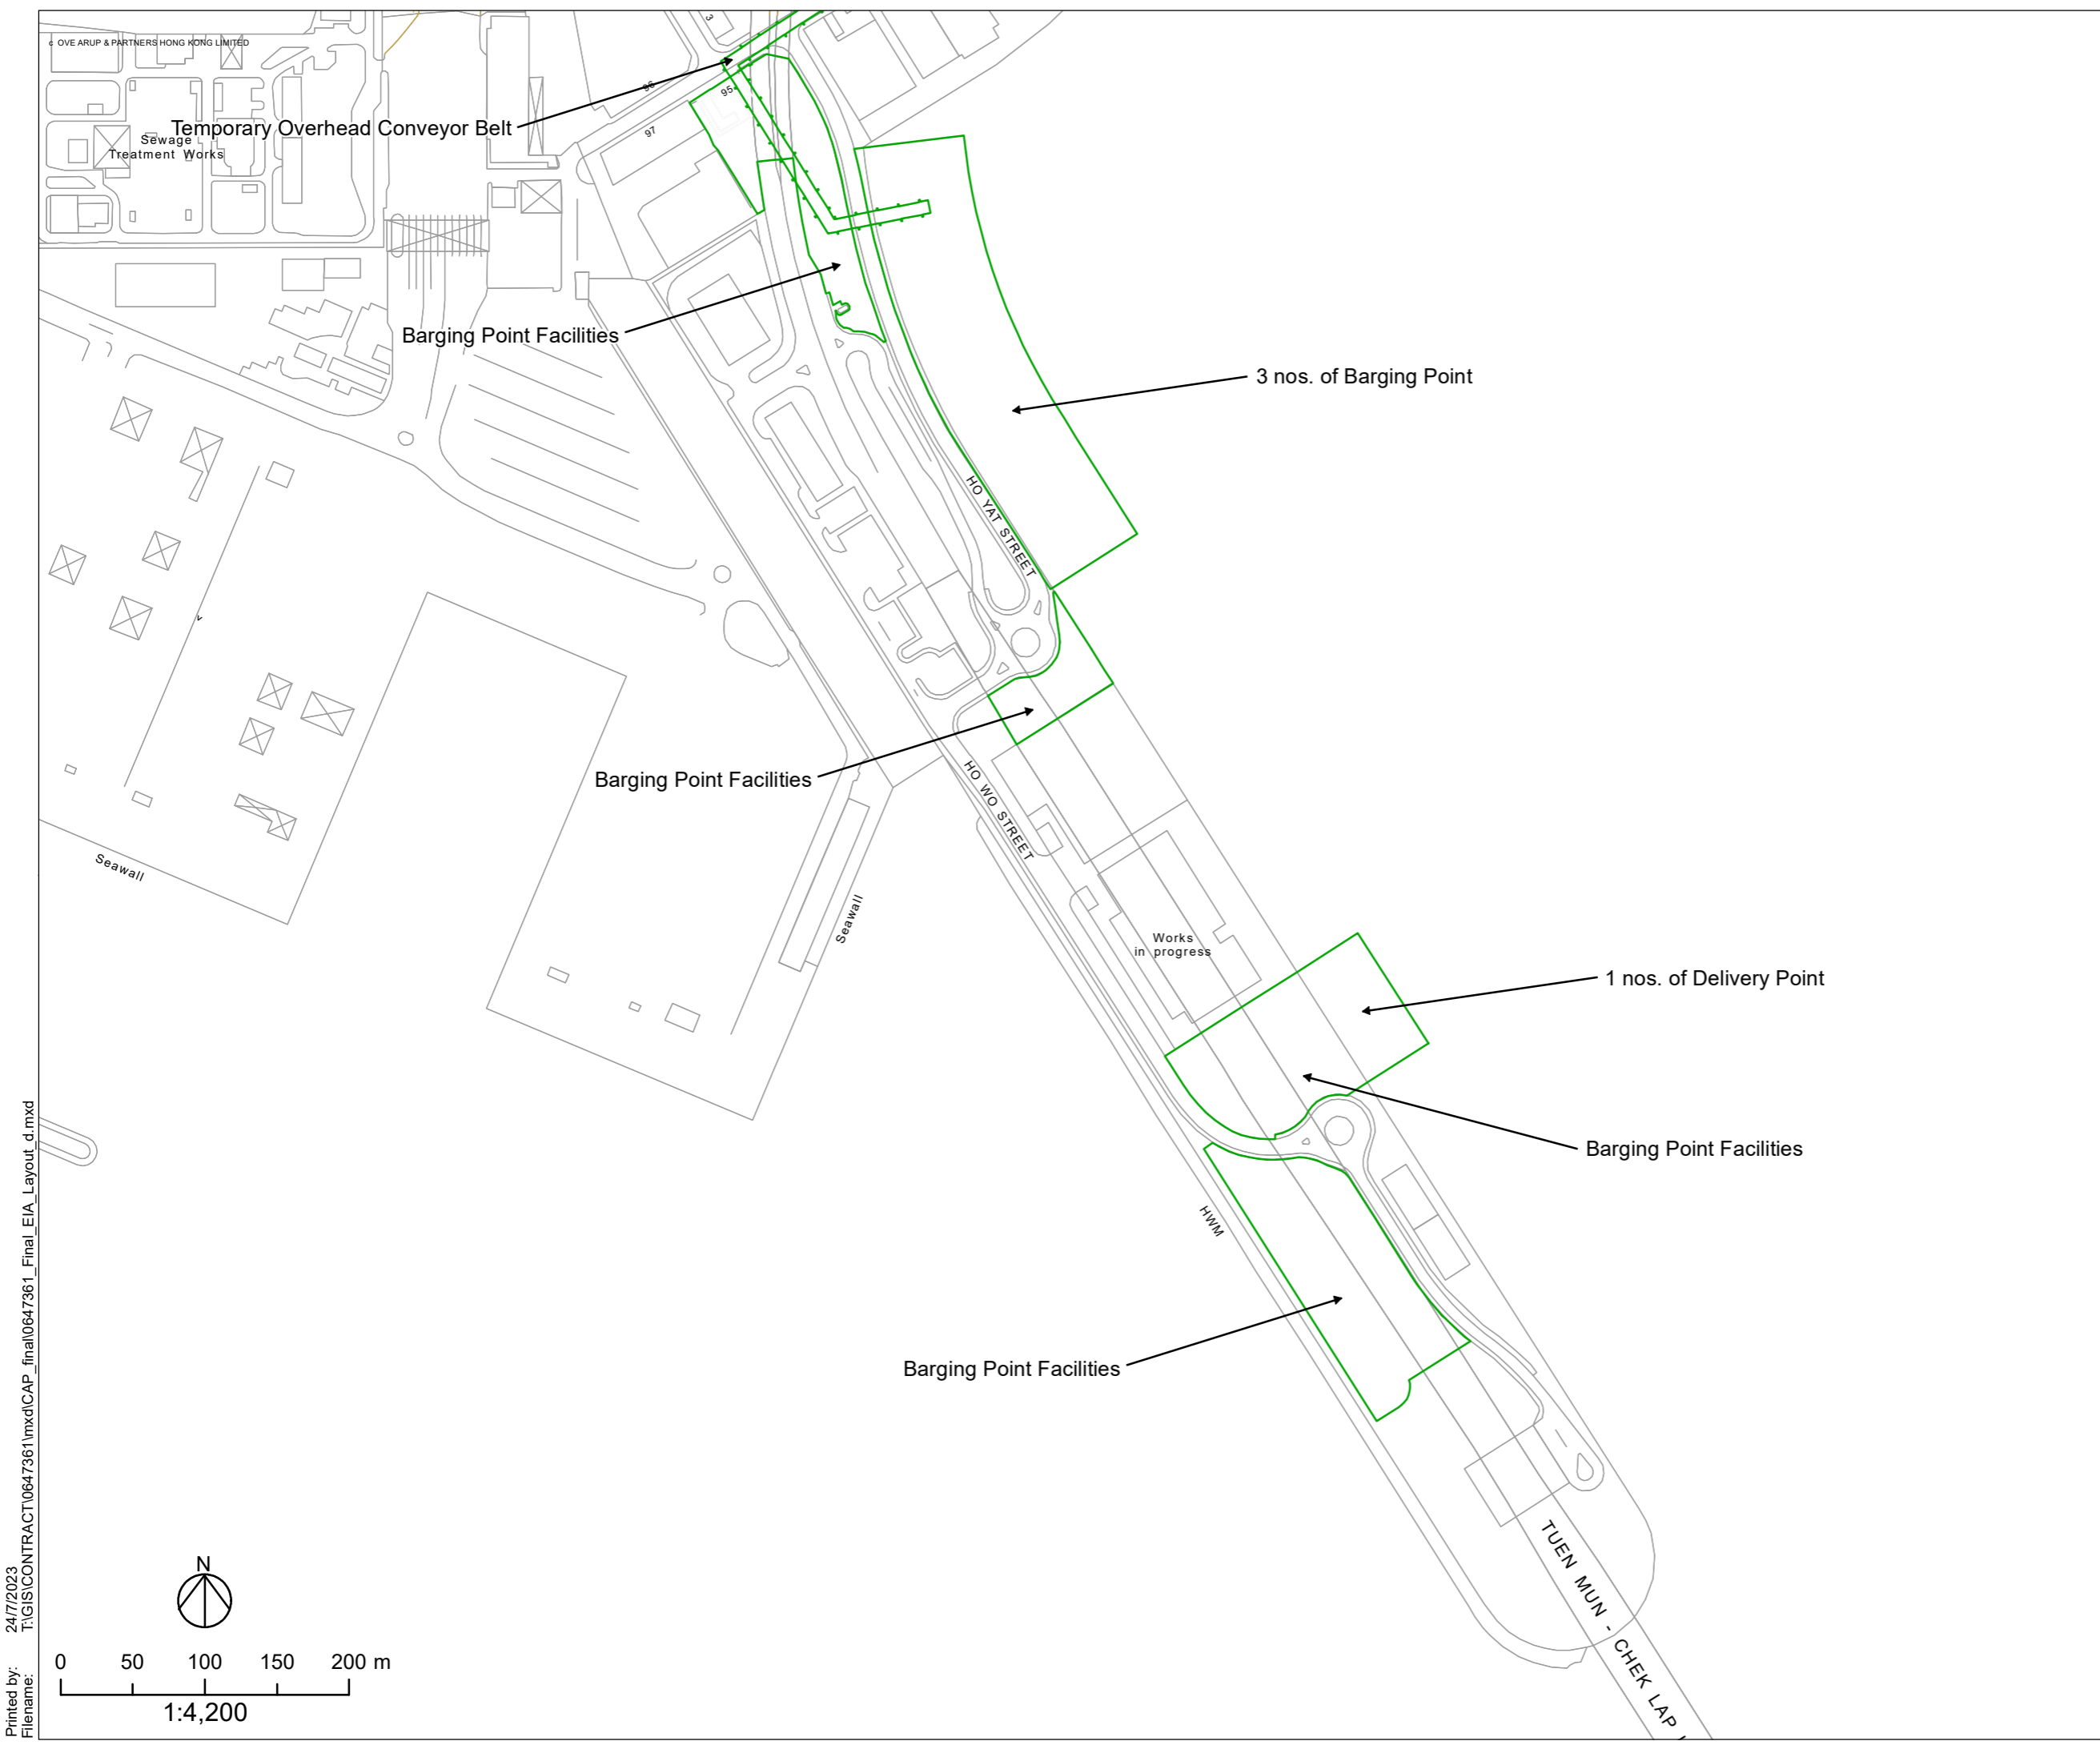 c OVE ARUP & PARTNERS HONG KONG LIMITED
3
96
95
97
Temporary Overhead Conveyor Belt
Sewage
Treatment Works
Barging Point Facilities
3 nos. of Barging Point
HO YAT STREET
Barging Point Facilities
HO WO STREET
Seawall
Seawall
Works
in progress
1 nos. of Delivery Point
Barging Point Facilities
HWM
Barging Point Facilities
TUEN MUN - CHEK LAP
N
0 50 100 150 200 m
1:4,200
Printed by: 24/7/2023
Filename: T:\GIS\CONTRACT\0647361\mxd\CAP_final\0647361_Final_EIA_Layout_d.mxd